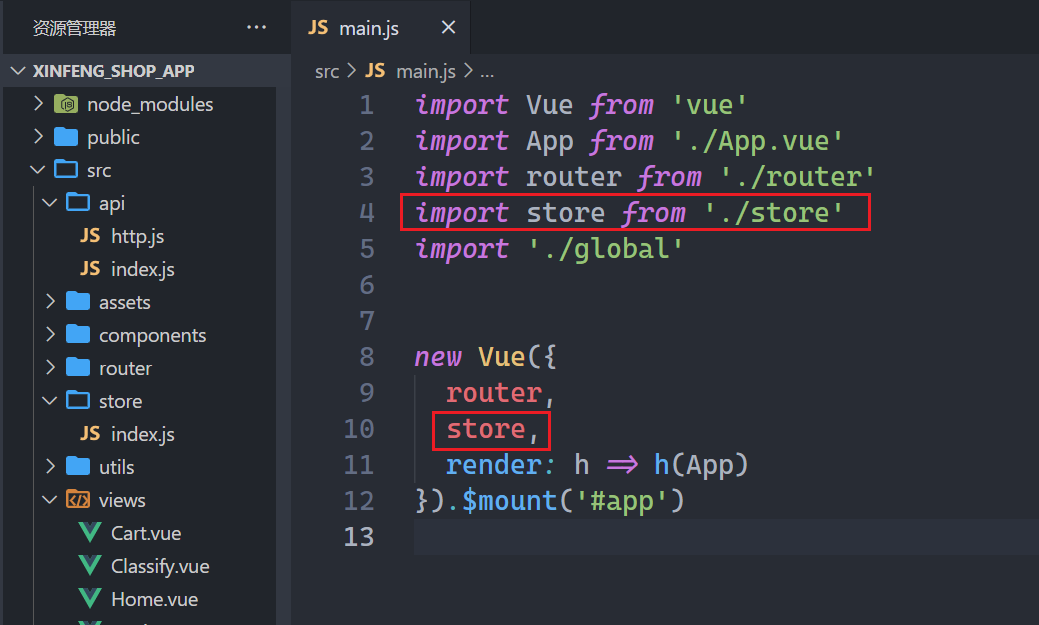 资源管理器 ...
XINFENG_SHOP_APP
node_modules
public
src
api
JS http.js
JS index.js
assets
components
router
store
JS index.js
utils
views
Cart.vue
Classify.vue
Home.vue
JS main.js ×
src > JS main.js > ...
1 import Vue from 'vue'
2 import App from './App.vue'
3 import router from './router'
4 import store from './store'
5 import './global'
6
7
8 new Vue({
9 router,
10 store,
11 render: h => h(App)
12 }).$mount('#app')
13